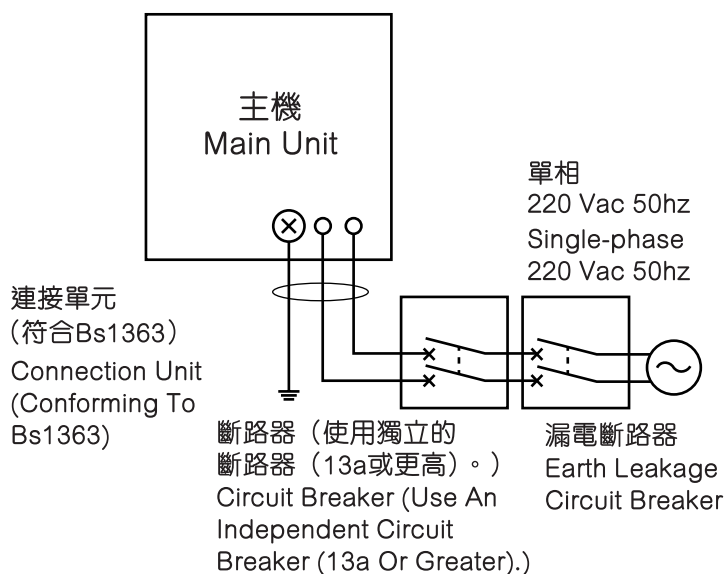 主機
Main Unit
單相
220 Vac 50hz
Single-phase
220 Vac 50hz
連接單元
（符合Bs1363）
Connection Unit
(Conforming To
Bs1363)
斷路器（使用獨立的
斷路器（13a或更高）。）
Circuit Breaker (Use An
Independent Circuit
Breaker (13a Or Greater).)
漏電斷路器
Earth Leakage
Circuit Breaker